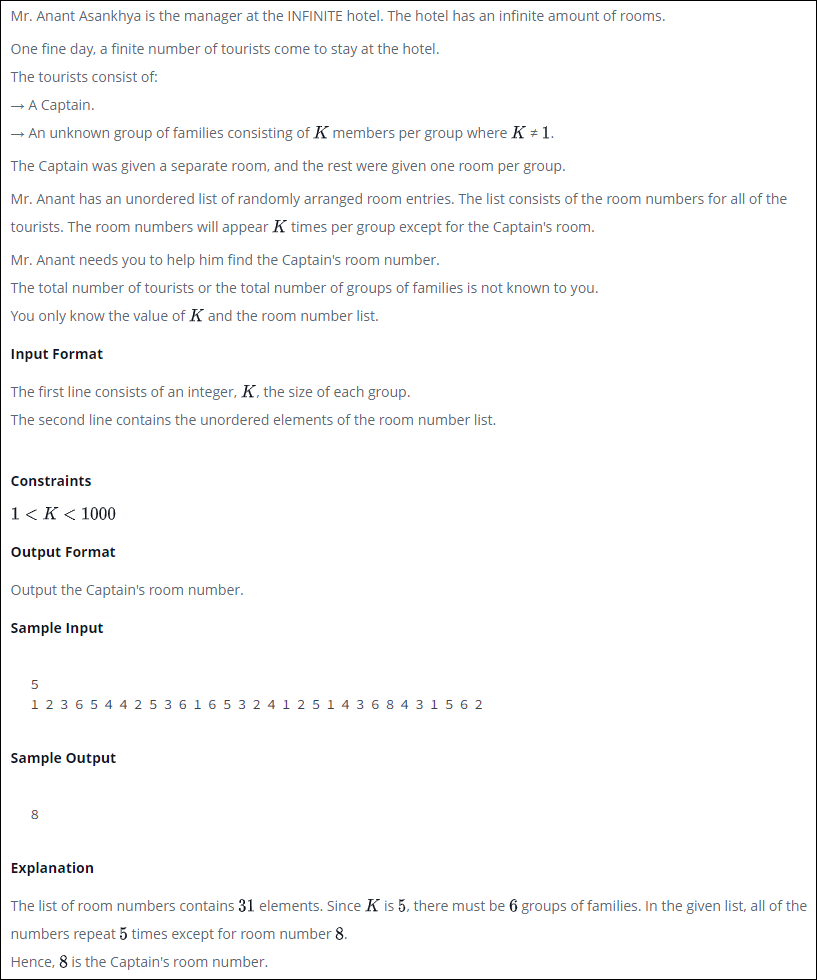 Mr. Anant Asankhya is the manager at the INFINITE hotel. The hotel has an infinite amount of rooms.
One fine day, a finite number of tourists come to stay at the hotel.
The tourists consist of:
→ A Captain.
→ An unknown group of families consisting of K members per group where K ≠ 1.
The Captain was given a separate room, and the rest were given one room per group.
Mr. Anant has an unordered list of randomly arranged room entries. The list consists of the room numbers for all of the
tourists. The room numbers will appear K times per group except for the Captain's room.
Mr. Anant needs you to help him find the Captain's room number.
The total number of tourists or the total number of groups of families is not known to you.
You only know the value of K and the room number list.
Input Format
The first line consists of an integer, K, the size of each group.
The second line contains the unordered elements of the room number list.
Constraints
1 < K < 1000
Output Format
Output the Captain's room number.
Sample Input
5
1 2 3 6 5 4 4 2 5 3 6 1 6 5 3 2 4 1 2 5 1 4 3 6 8 4 3 1 5 6 2
Sample Output
8
Explanation
The list of room numbers contains 31 elements. Since K is 5, there must be 6 groups of families. In the given list, all of the
numbers repeat 5 times except for room number 8.
Hence, 8 is the Captain's room number.